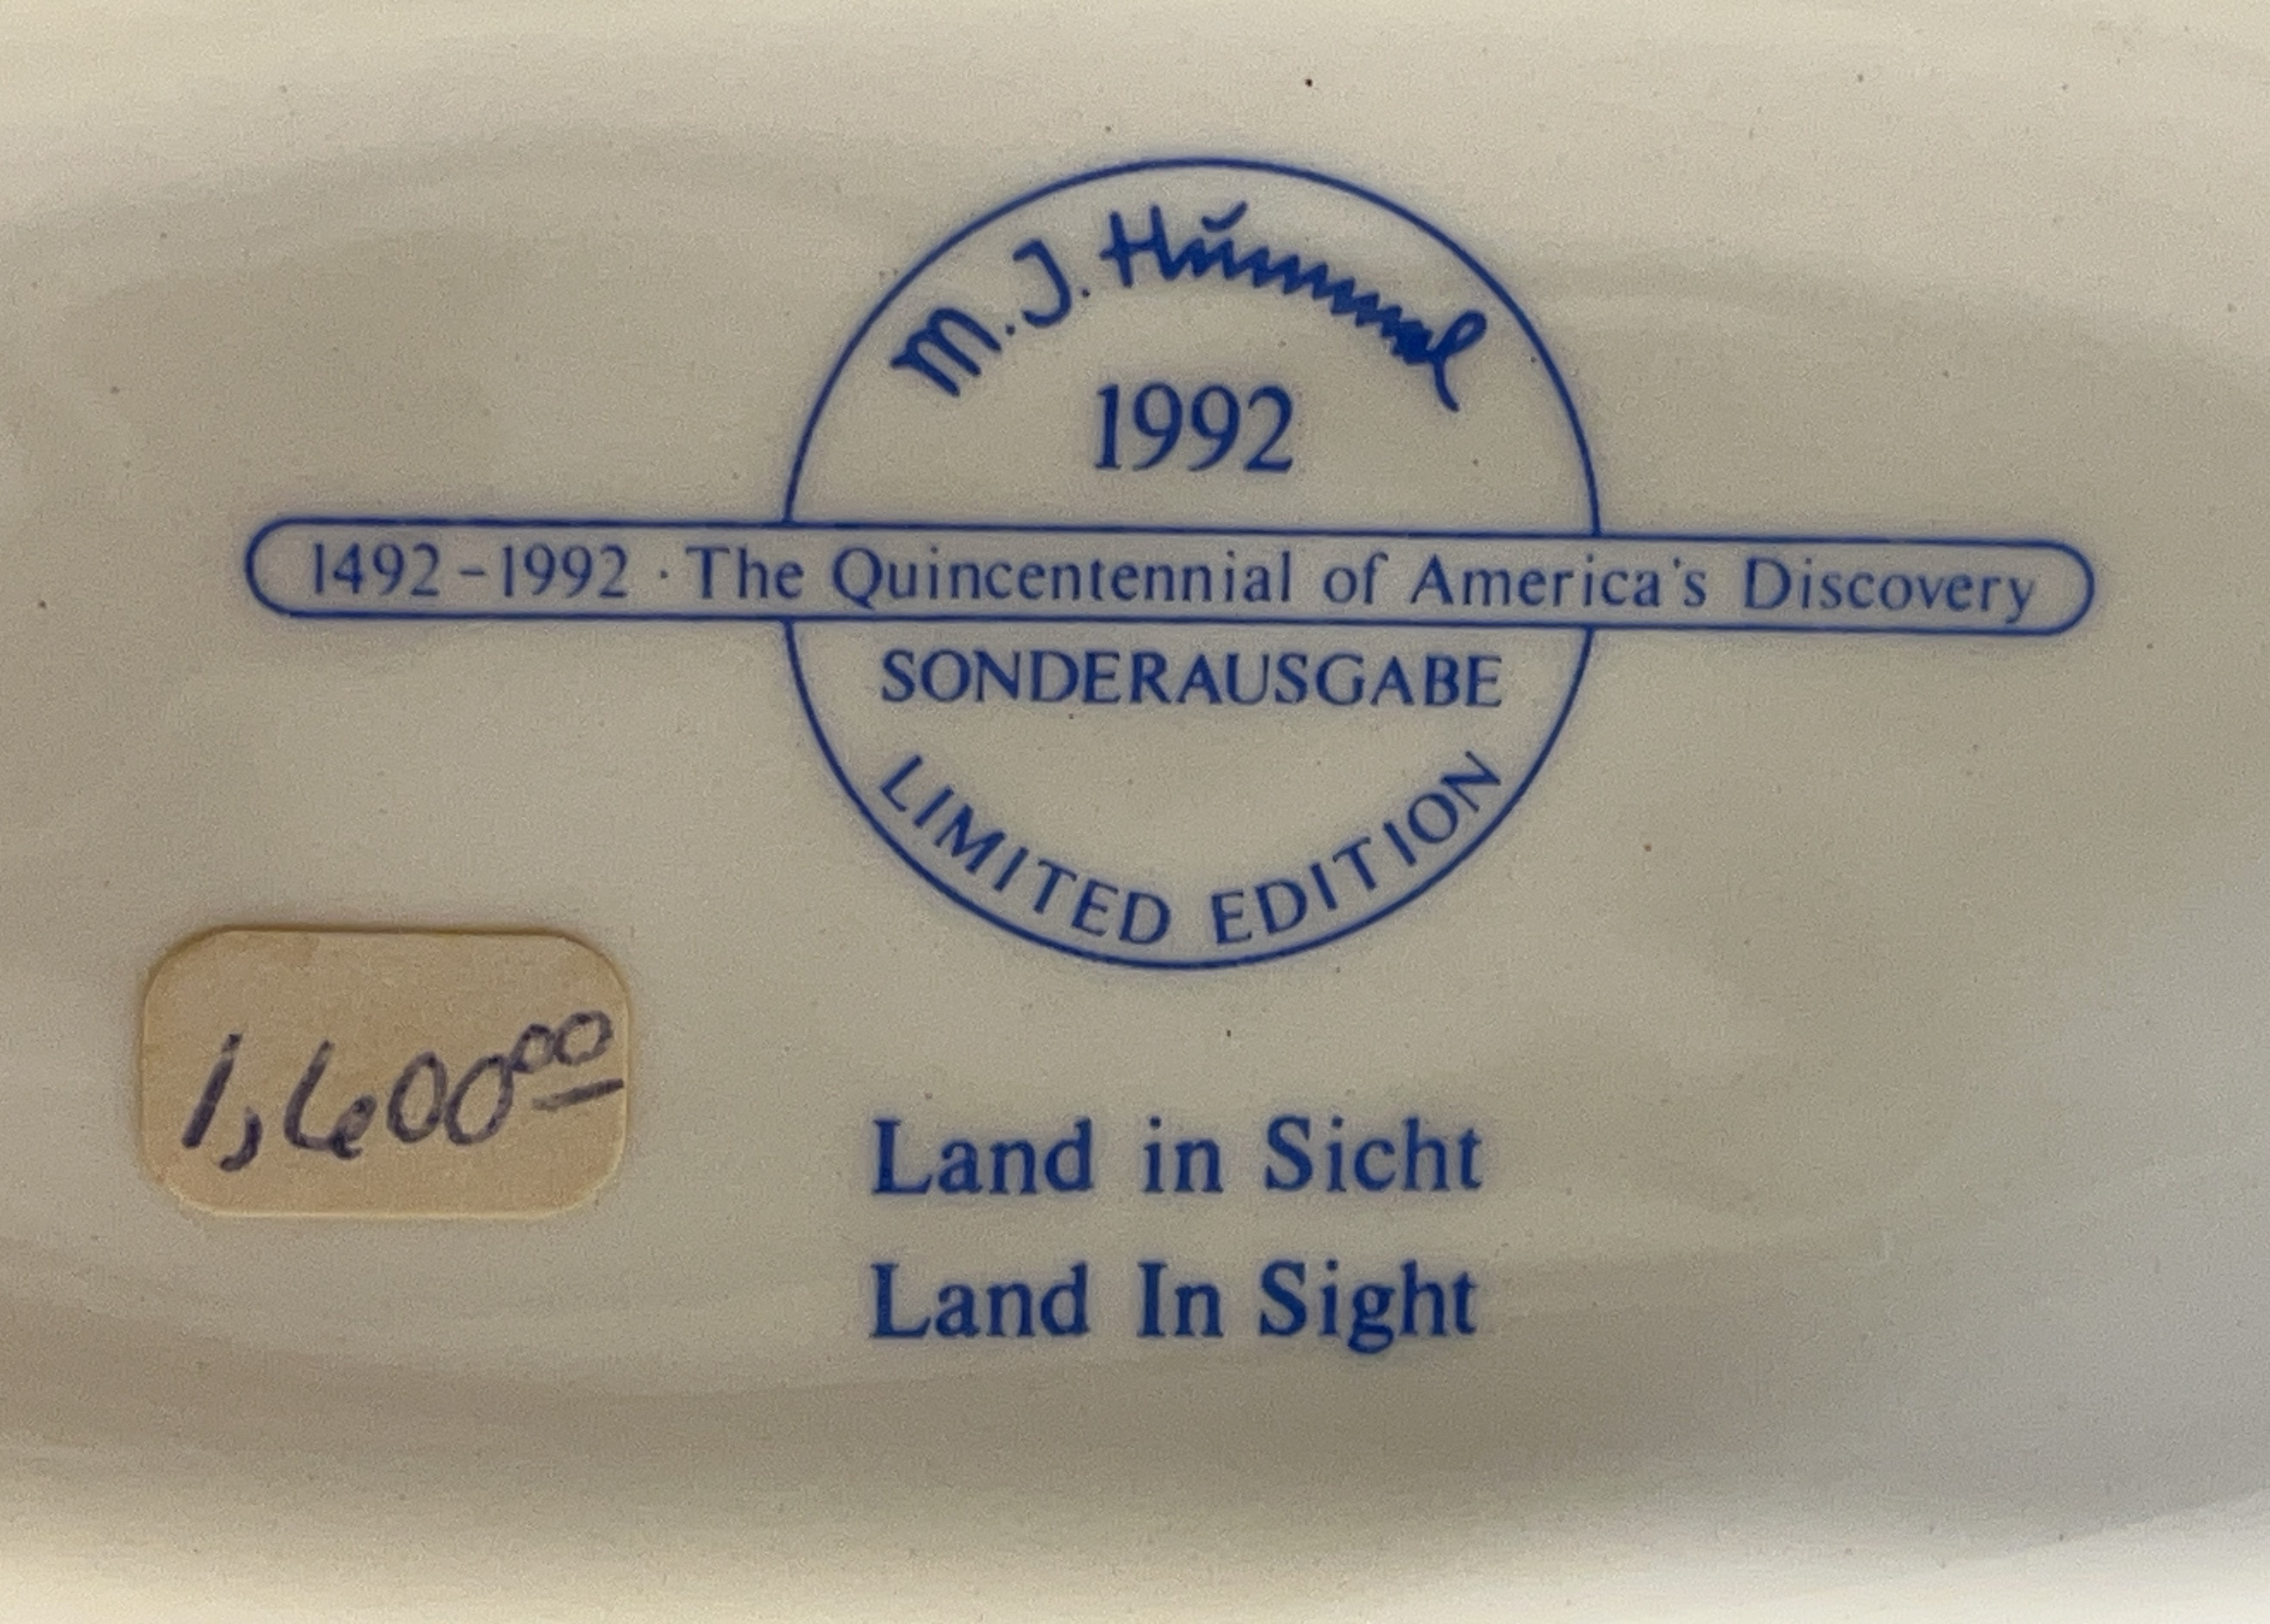 M. J. Hummel
1992
1492-1992 · The Quincentennial of America's Discovery
SONDERAUSGABE
LIMITED EDITION
1,600.00
Land in Sicht
Land In Sight